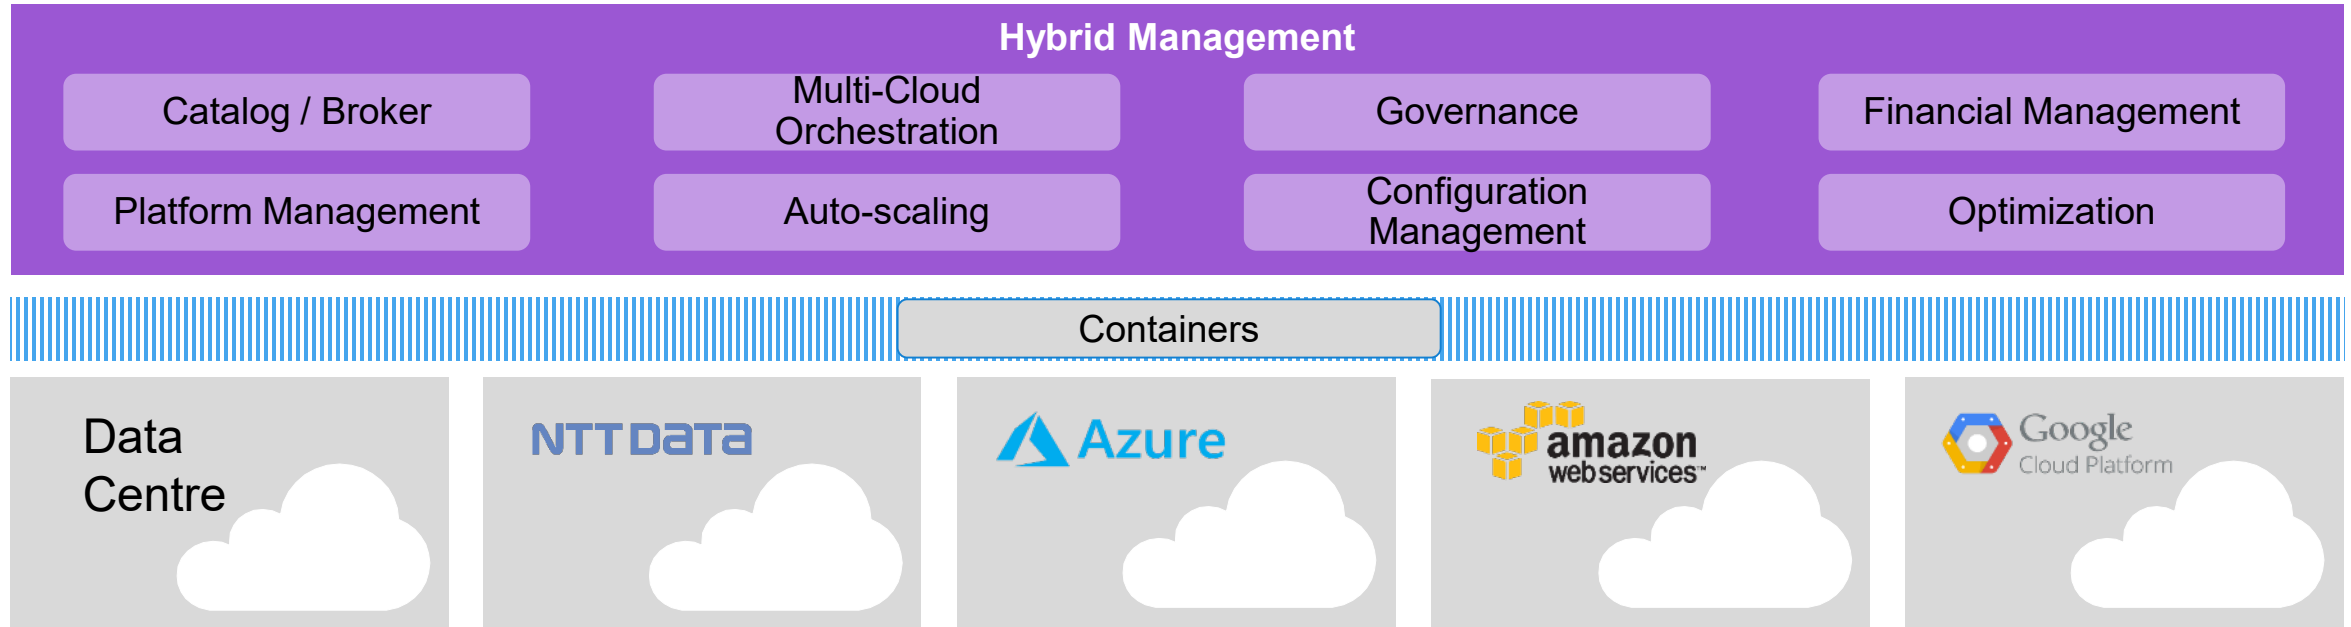 Hybrid Management
Catalog / Broker
Multi-Cloud
Orchestration
Governance
Financial Management
Platform Management
Auto-scaling
Configuration
Management
Optimization
Containers
Data
Centre
NTT DATA
Azure
amazon
webservices™
Google
Cloud Platform